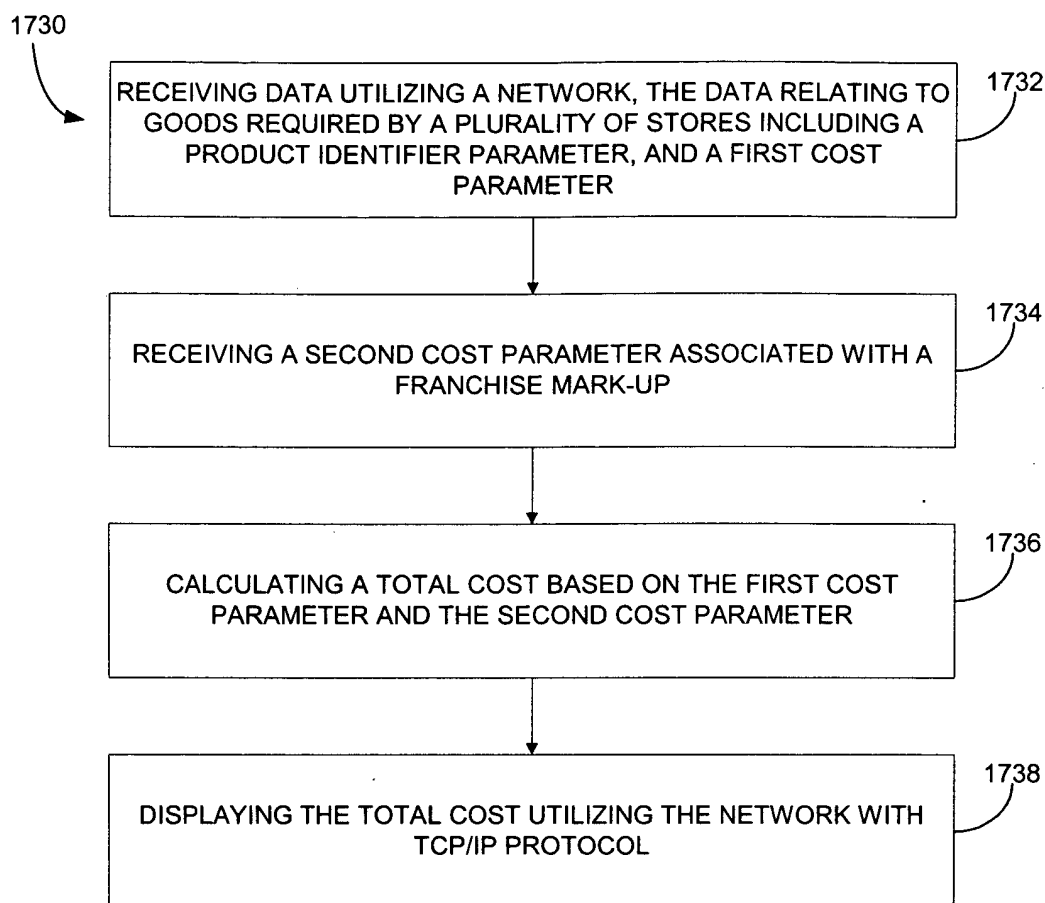 1730
RECEIVING DATA UTILIZING A NETWORK, THE DATA RELATING TO
GOODS REQUIRED BY A PLURALITY OF STORES INCLUDING A
PRODUCT IDENTIFIER PARAMETER, AND A FIRST COST
PARAMETER
1732
RECEIVING A SECOND COST PARAMETER ASSOCIATED WITH A
FRANCHISE MARK-UP
1734
CALCULATING A TOTAL COST BASED ON THE FIRST COST
PARAMETER AND THE SECOND COST PARAMETER
1736
DISPLAYING THE TOTAL COST UTILIZING THE NETWORK WITH
TCP/IP PROTOCOL
1738